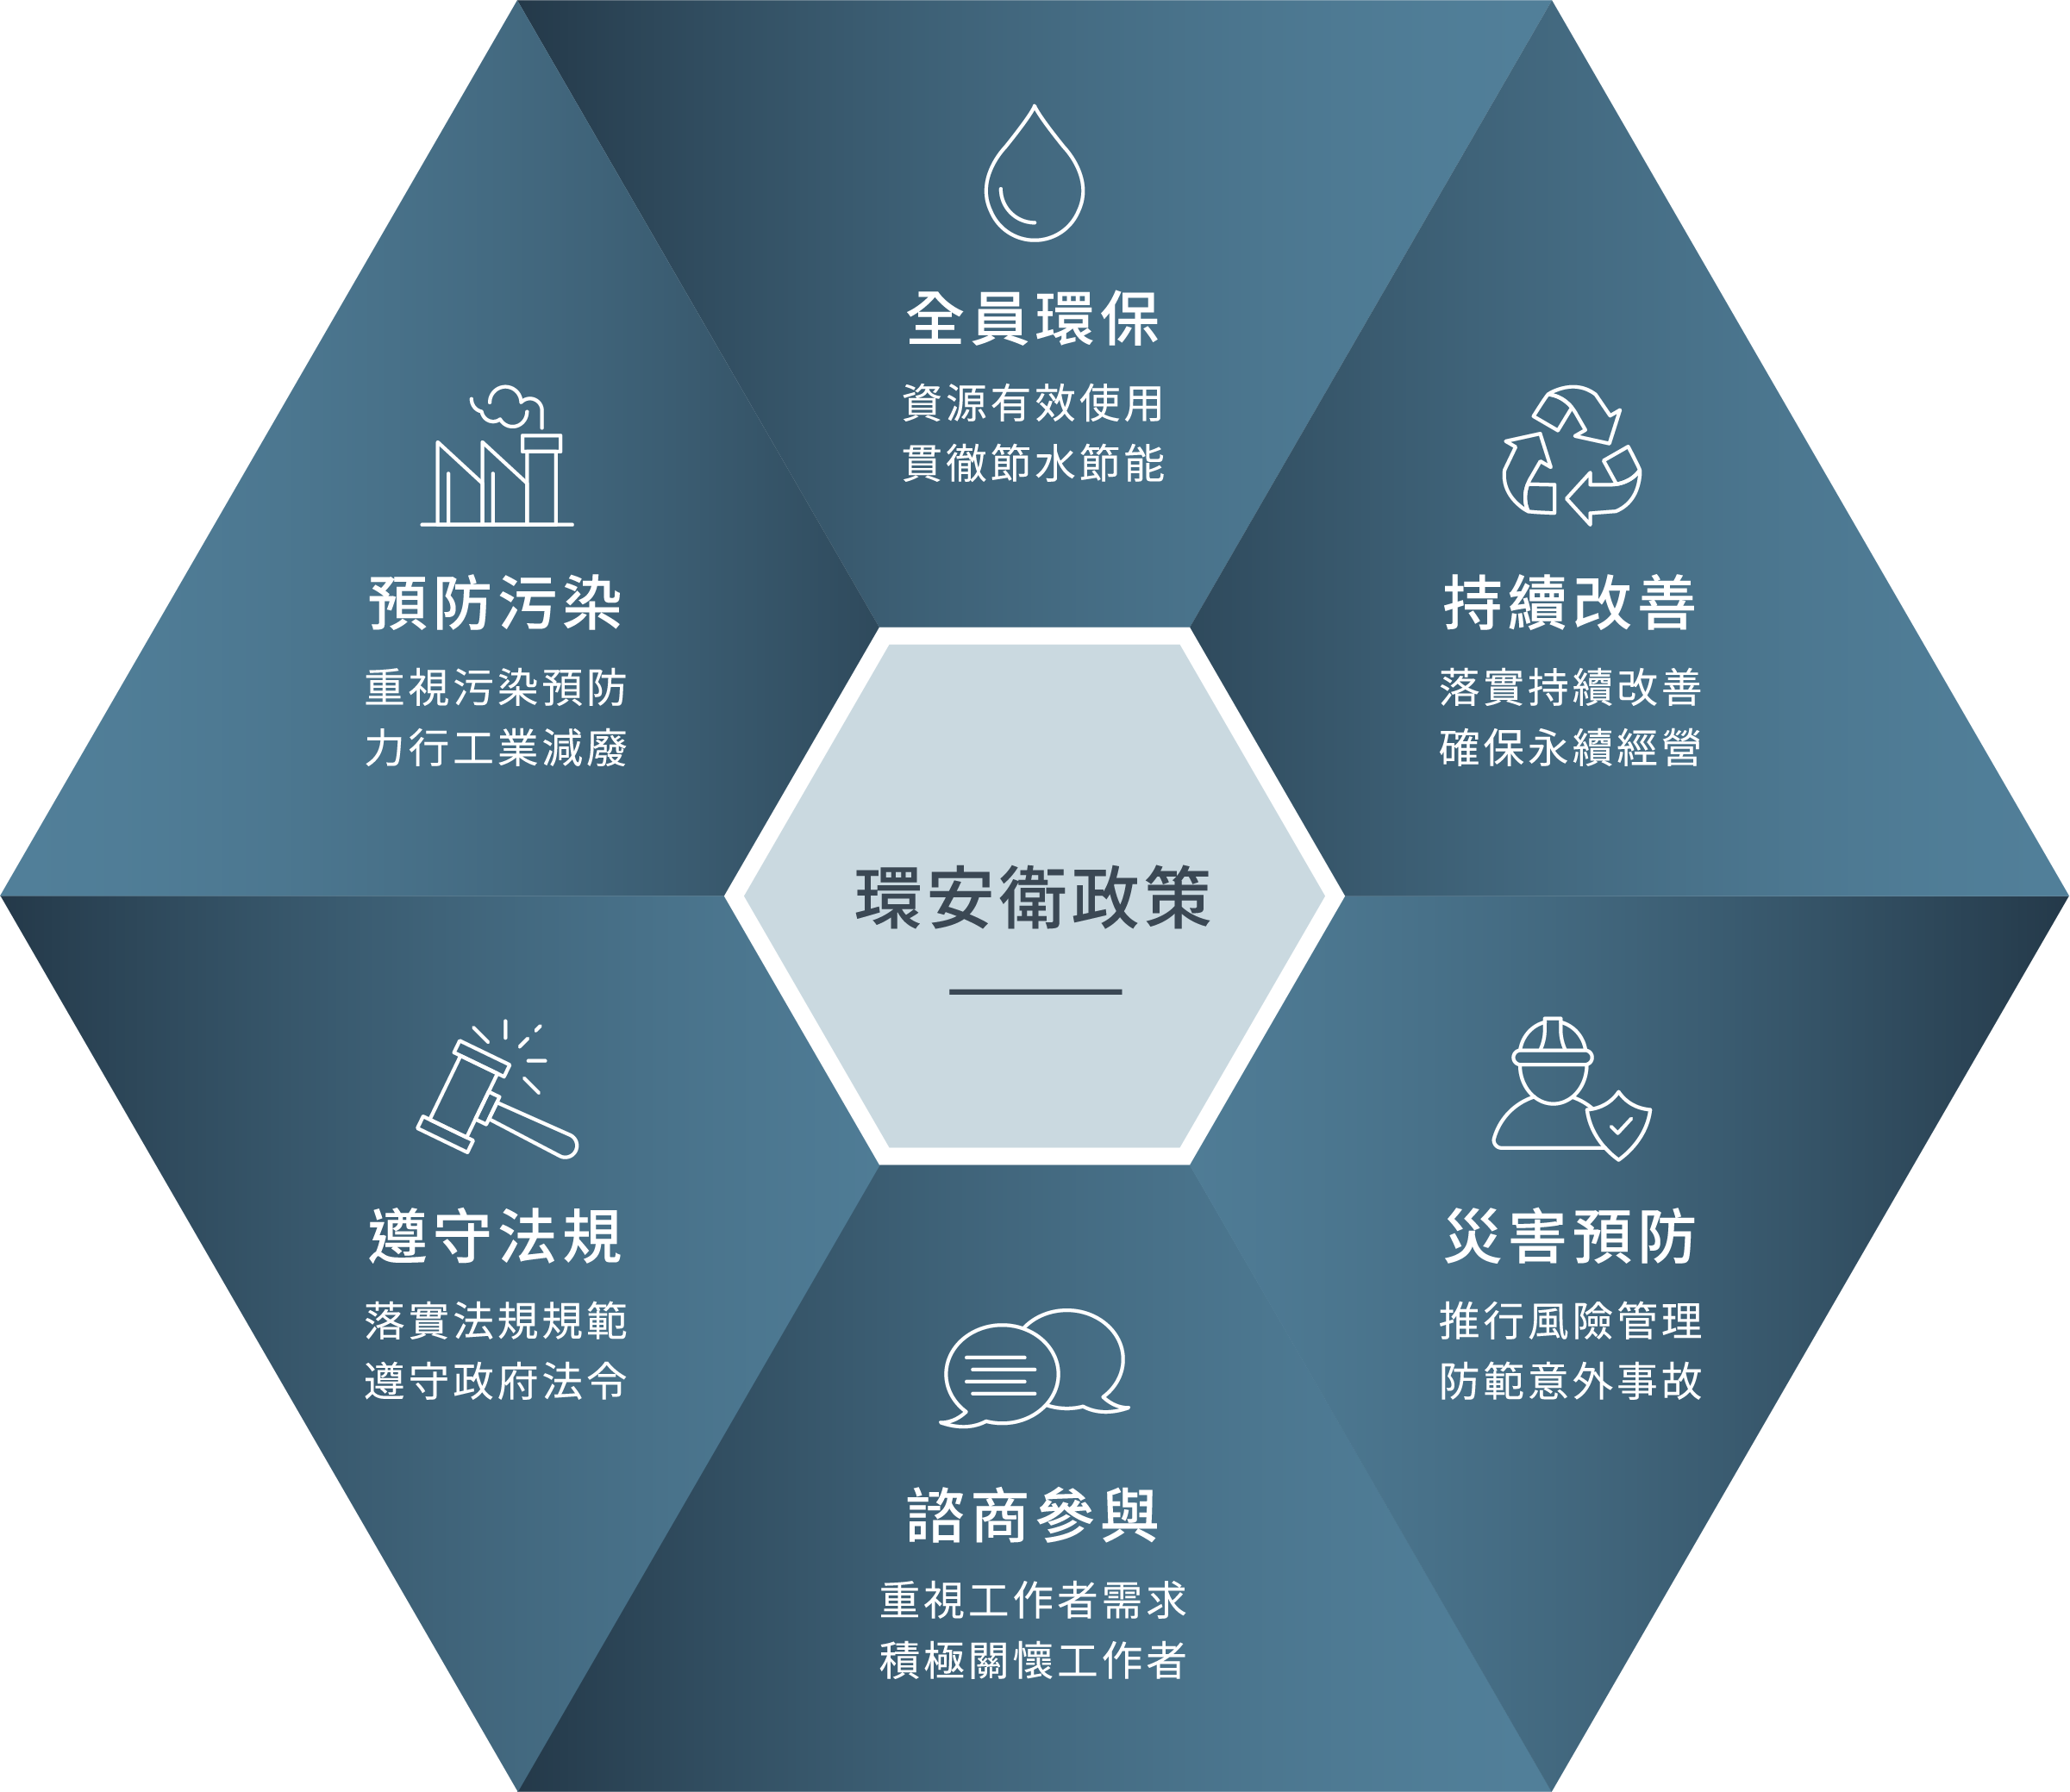 全員環保
資源有效使用
實徹節水節能
預防污染
重視污染預防
力行工業減廢
持續改善
落實持續改善
確保永續經營
環安衛政策
遵守法規
落實法規規範
遵守政府法令
災害預防
推行風險管理
防範意外事故
諮商參與
重視工作者需求
積極關懷工作者